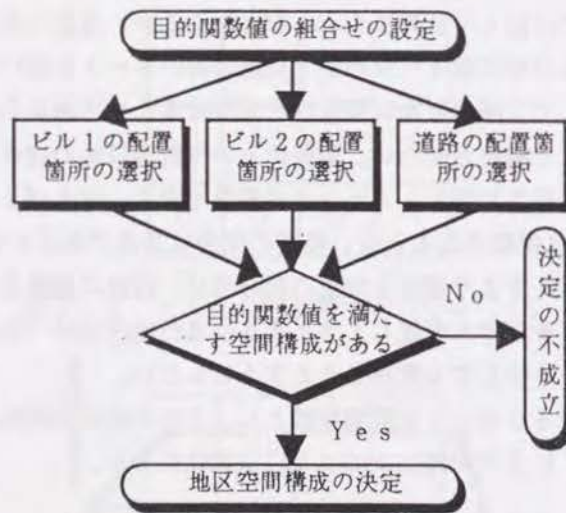 目的関数値の組合せの設定
ビル1の配置
箇所の選択
ビル2の配置
箇所の選択
道路の配置箇
所の選択
目的関数値を満た
す空間構成がある
No
決定の不成立
Yes
地区空間構成の決定